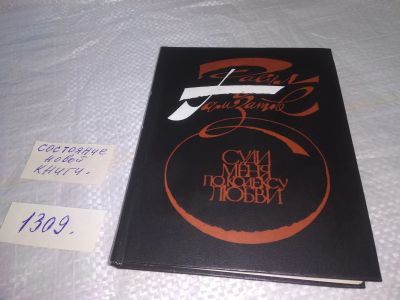 Расул
Гамзатов
СУДИ
МЕНЯ
ПО КОДЕКСУ
ЛЮБВИ
состояние
новой
книги.
1309.